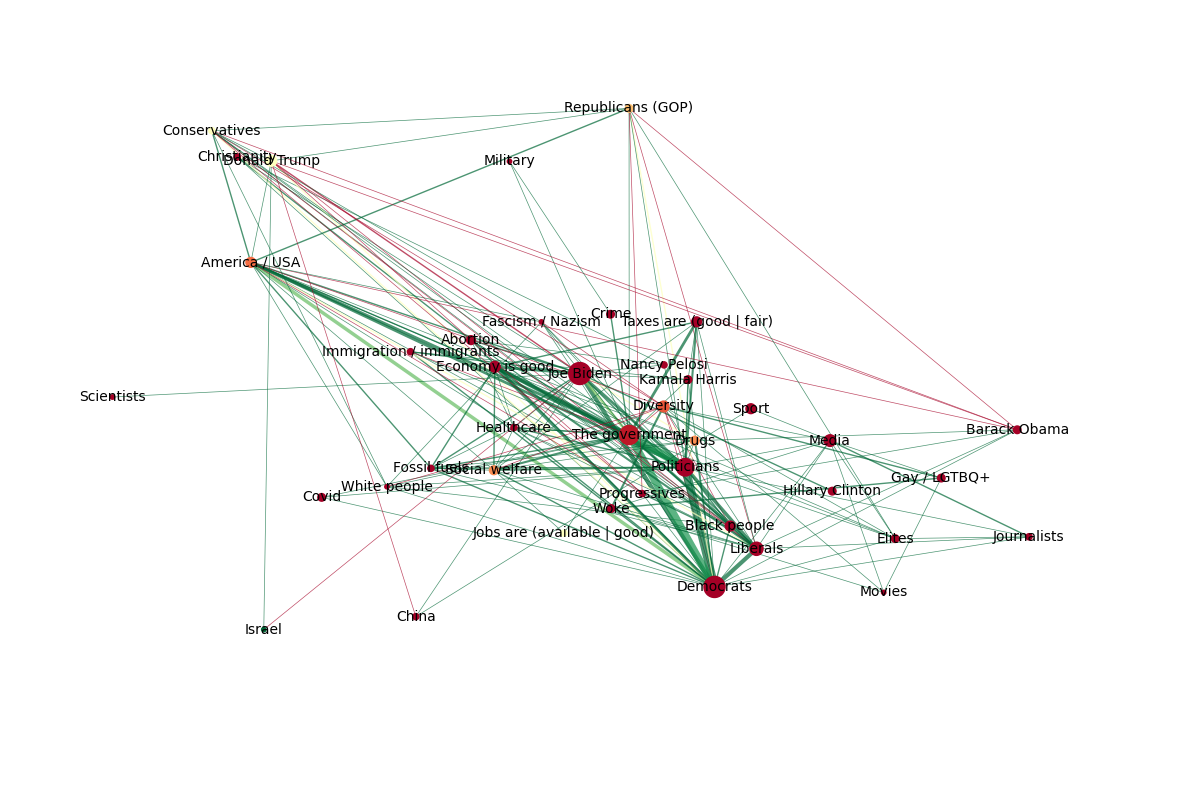 Republicans (GOP)
Conservatives
Christianity
Donald Trump
Military
America / USA
Crime
Fascism / Nazism
Taxes are (good | fair)
Abortion
Immigration / immigrants
Economy is good
Nancy Pelosi
Joe Biden
Kamala Harris
Scientists
Diversity
Sport
Healthcare
Barack Obama
The government
Drugs
Media
Fossil fuels
Social welfare
Politicians
Gay / LGTBQ+
White people
Covid
Progressives
Hillary Clinton
Woke
Black people
Jobs are (available | good)
Elites
Journalists
Liberals
Democrats
Movies
China
Israel